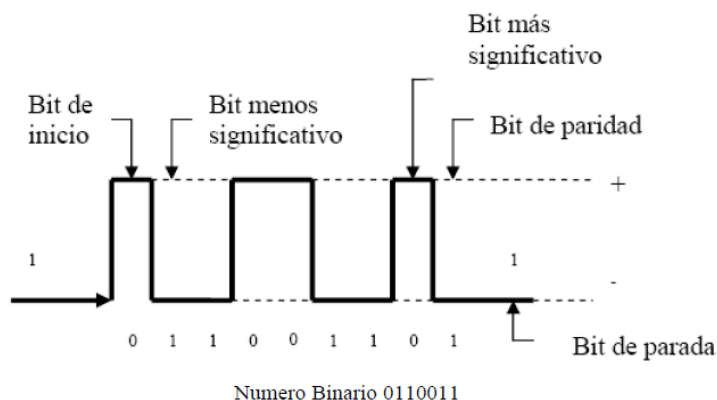 Bit más
significativo
Bit de
inicio
Bit menos
significativo
Bit de paridad
+
1
1
-
0 1 1 0 0 1 1 0 1
Bit de parada
Numero Binario 0110011